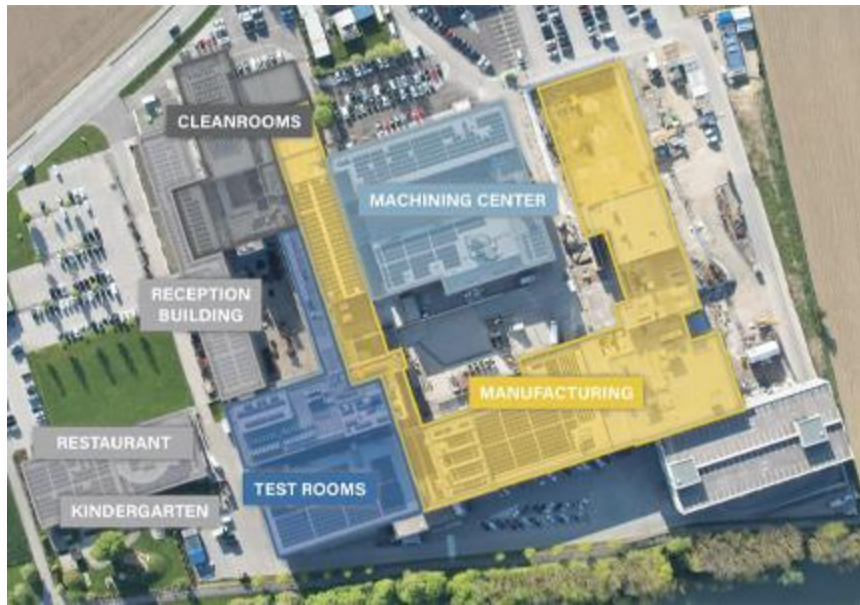 CLEANROOMS
MACHINING CENTER
RECEPTION
BUILDING
MANUFACTURING
RESTAURANT
TEST ROOMS
KINDERGARTEN